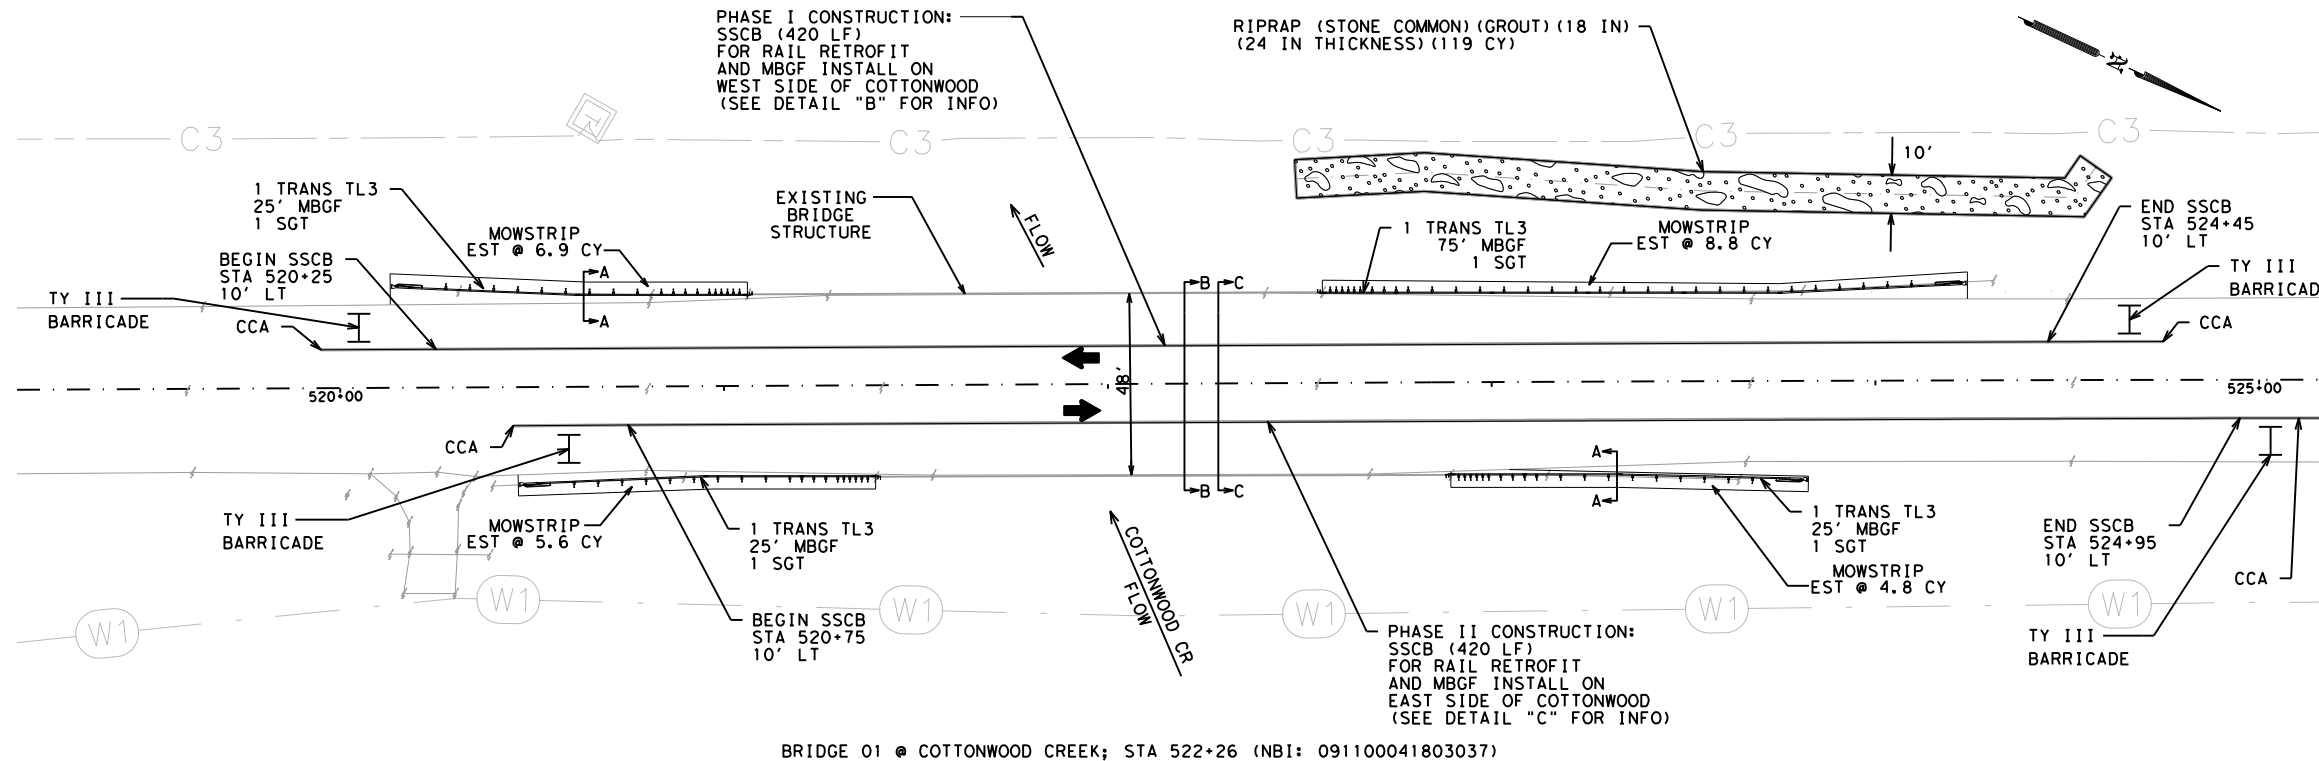 PHASE I CONSTRUCTION:
SSCB (420 LF)
FOR RAIL RETROFIT
AND MBGF INSTALL ON
WEST SIDE OF COTTONWOOD
(SEE DETAIL "B" FOR INFO)
RIPRAP (STONE COMMON)(GROUT)(18 IN)
(24 IN THICKNESS)(119 CY)
N
C3
C3
C3
C3
C3
10'
1 TRANS TL3
25' MBGF
1 SGT
MOWSTRIP
EST @ 6.9 CY
EXISTING
BRIDGE
STRUCTURE
FLOW
1 TRANS TL3
75' MBGF
1 SGT
MOWSTRIP
EST @ 8.8 CY
END SSCB
STA 524+45
10' LT
BEGIN SSCB
STA 520+25
10' LT
TY III
BARRICADE
CCA
A
A
B
C
TY III
BARRICAD
CCA
48'
520+00
525+00
CCA
A
A
B
C
TY III
BARRICADE
MOWSTRIP
EST @ 5.6 CY
1 TRANS TL3
25' MBGF
1 SGT
COTTONWOOD CR
FLOW
1 TRANS TL3
25' MBGF
1 SGT
MOWSTRIP
EST @ 4.8 CY
END SSCB
STA 524+95
10' LT
CCA
W1
W1
W1
W1
W1
W1
BEGIN SSCB
STA 520+75
10' LT
PHASE II CONSTRUCTION:
SSCB (420 LF)
FOR RAIL RETROFIT
AND MBGF INSTALL ON
EAST SIDE OF COTTONWOOD
(SEE DETAIL "C" FOR INFO)
TY III
BARRICADE
BRIDGE 01 @ COTTONWOOD CREEK; STA 522+26 (NBI: 091100041803037)